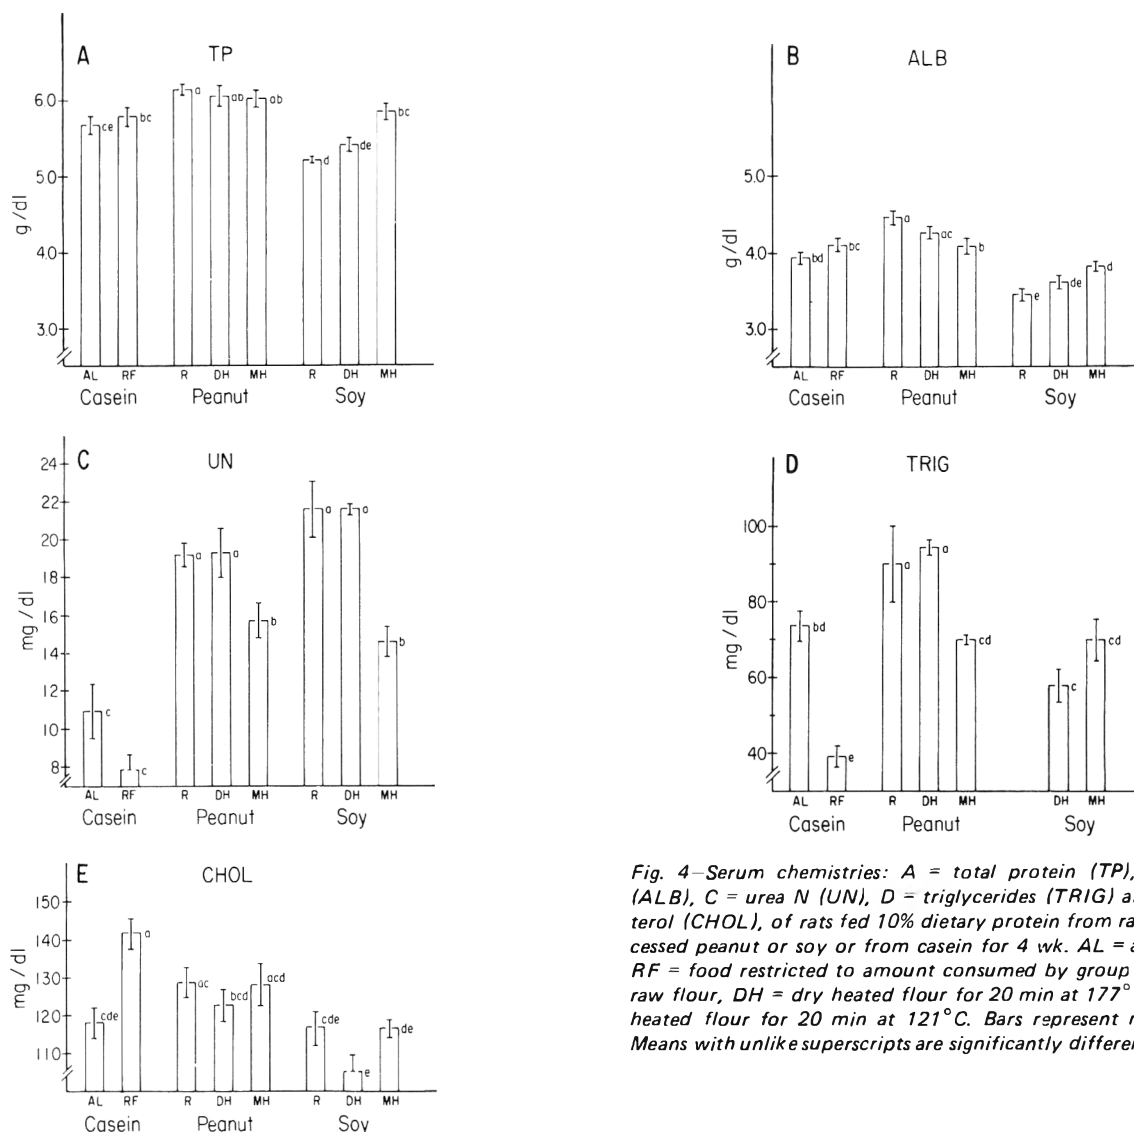 A
TP
g/dl
6.0
5.0
4.0
3.0
ce
bc
a
ab
ab
d
de
bc
AL RF R DH MH R DH MH
Casein Peanut Soy
B
ALB
g/dl
5.0
4.0
3.0
bd
bc
a
ac
b
e
de
d
AL RF R DH MH R DH MH
Casein Peanut Soy
C
UN
mg/dl
24
22
20
18
16
14
12
10
8
c
c
a
a
b
a
a
b
AL RF R DH MH R DH MH
Casein Peanut Soy
D
TRIG
mg/dl
100
80
60
40
bd
e
a
a
cd
c
cd
AL RF R DH MH DH MH
Casein Peanut Soy
E
CHOL
mg/dl
150
140
130
120
110
cde
a
ac
bcd
acd
cde
e
de
AL RF R DH MH R DH MH
Casein Peanut Soy
Fig. 4—Serum chemistries: A = total protein (TP),
(ALB), C = urea N (UN), D = triglycerides (TRIG) a
terol (CHOL), of rats fed 10% dietary protein from ra
cessed peanut or soy or from casein for 4 wk. AL = a
RF = food restricted to amount consumed by group
raw flour, DH = dry heated flour for 20 min at 177°
heated flour for 20 min at 121°C. Bars represent
Means with unlike superscripts are significantly differe